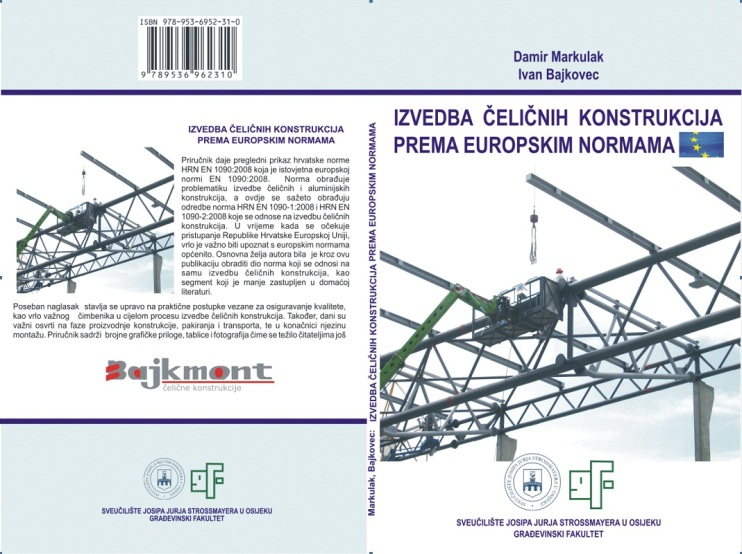 ISBN 978-953-6952-31-0
9 789536 962310
IZVEDBA ČELIČNIH KONSTRUKCIJA
PREMA EUROPSKIM NORMAMA
Priručnik daje pregledni prikaz hrvatske norme
HRN EN 1090:2008 koja je istovjetna europskoj
normi EN 1090:2008. Norma obrađuje
problematiku izvedbe čeličnih i aluminijskih
konstrukcija, a ovdje se sažeto obrađuju
odredbe norma HRN EN 1090-1:2008 i HRN EN
1090-2:2008 koje se odnose na izvedbu čeličnih
konstrukcija. U vrijeme kada se očekuje
pristupanje Republike Hrvatske Europskoj Uniji,
vrlo je važno biti upoznat s europskim normama
općenito. Osnovna želja autora bila je kroz ovu
publikaciju obraditi dio norma koji se odnosi na
samu izvedbu čeličnih konstrukcija, kao
segment koji je manje zastupljen u domaćoj
literaturi.
Poseban naglasak stavlja se upravo na praktične postupke vezane za osiguravanje kvalitete,
kao vrlo važnog čimbenika u cijelom procesu izvedbe čeličnih konstrukcija. Također, dani su
važni osvrti na faze proizvodnje konstrukcije, pakiranja i transporta, te u konačnici njezinu
montažu. Priručnik sadrži brojne grafičke priloge, tablice i fotografija čime se težilo čitateljima još
Bajkmont
čelične konstrukcije
SVEUČILIŠTE JOSIPA JURJA STROSSMAYERA U OSIJEKU
GRAĐEVINSKI FAKULTET
Markulak, Bajkovec: IZVEDBA ČELIČNIH KONSTRUKCIJA PREMA EUROPSKIM NORMAMA
Damir Markulak
Ivan Bajkovec
IZVEDBA ČELIČNIH KONSTRUKCIJA
PREMA EUROPSKIM NORMAMA
SVEUČILIŠTE JOSIPA JURJA STROSSMAYERA U OSIJEKU
GRAĐEVINSKI FAKULTET